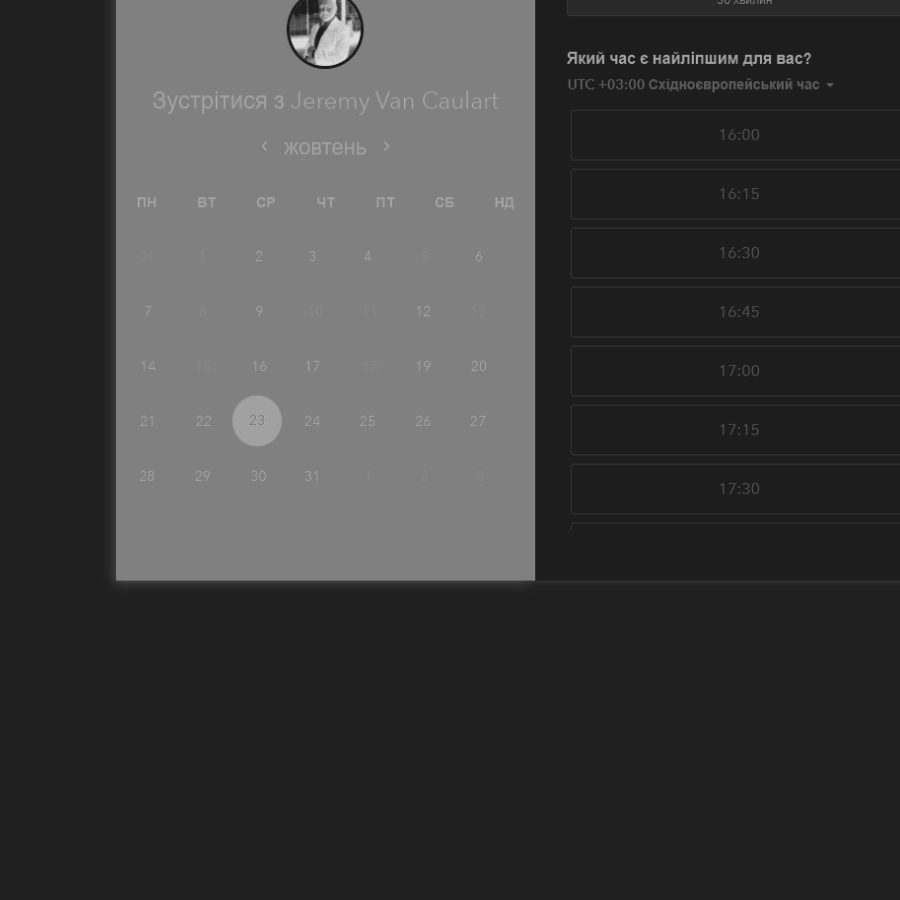 Зустрітися з Jeremy Van Caulart
жовтень
ПН ВТ СР ЧТ ПТ СБ НД
31 1 2 3 4 5 6
7 8 9 10 11 12 13
14 15 16 17 18 19 20
21 22 23 24 25 26 27
28 29 30 31 1 2 3
30 хвилин
Який час є найліпшим для вас?
UTC +03:00 Східноєвропейський час
16:00
16:15
16:30
16:45
17:00
17:15
17:30